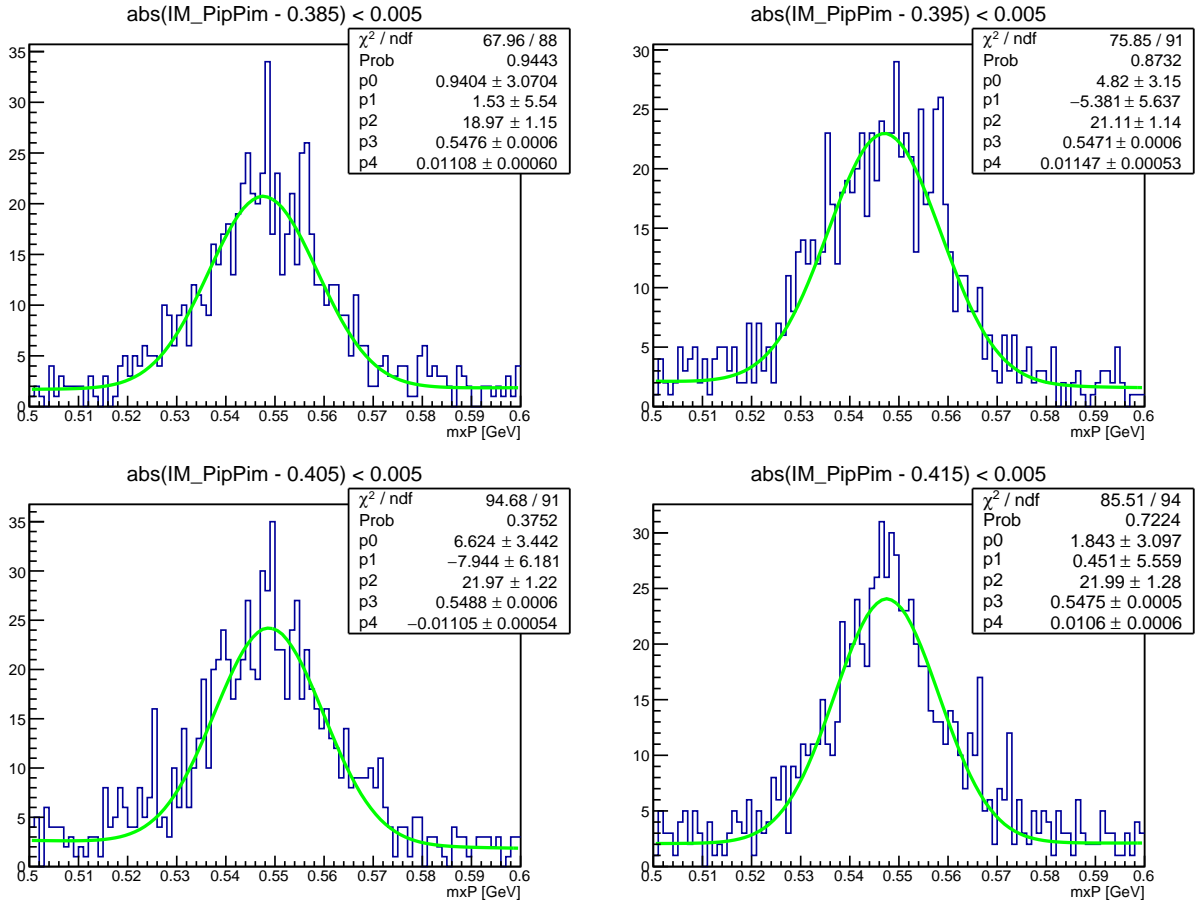 abs(IM_PipPim - 0.385) < 0.005
χ² / ndf 67.96 / 88
Prob 0.9443
p0 0.9404 ± 3.0704
p1 1.53 ± 5.54
p2 18.97 ± 1.15
p3 0.5476 ± 0.0006
p4 0.01108 ± 0.00060
35
30
25
20
15
10
5
0
0.5 0.51 0.52 0.53 0.54 0.55 0.56 0.57 0.58 0.59 0.6
mxP [GeV]
abs(IM_PipPim - 0.395) < 0.005
χ² / ndf 75.85 / 91
Prob 0.8732
p0 4.82 ± 3.15
p1 −5.381 ± 5.637
p2 21.11 ± 1.14
p3 0.5471 ± 0.0006
p4 0.01147 ± 0.00053
30
25
20
15
10
5
0
0.5 0.51 0.52 0.53 0.54 0.55 0.56 0.57 0.58 0.59 0.6
mxP [GeV]
abs(IM_PipPim - 0.405) < 0.005
χ² / ndf 94.68 / 91
Prob 0.3752
p0 6.624 ± 3.442
p1 −7.944 ± 6.181
p2 21.97 ± 1.22
p3 0.5488 ± 0.0006
p4 −0.01105 ± 0.00054
35
30
25
20
15
10
5
0
0.5 0.51 0.52 0.53 0.54 0.55 0.56 0.57 0.58 0.59 0.6
mxP [GeV]
abs(IM_PipPim - 0.415) < 0.005
χ² / ndf 85.51 / 94
Prob 0.7224
p0 1.843 ± 3.097
p1 0.451 ± 5.559
p2 21.99 ± 1.28
p3 0.5475 ± 0.0005
p4 0.0106 ± 0.0006
30
25
20
15
10
5
0
0.5 0.51 0.52 0.53 0.54 0.55 0.56 0.57 0.58 0.59 0.6
mxP [GeV]